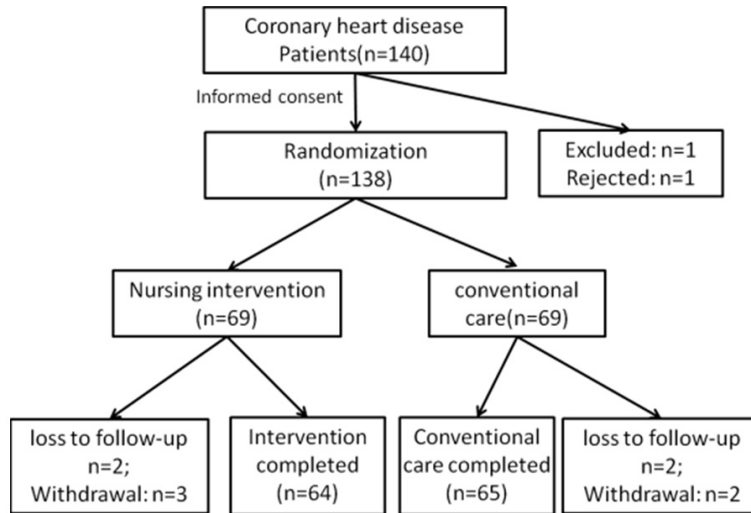 Coronary heart disease
Patients(n=140)
Informed consent
Randomization
(n=138)
Excluded: n=1
Rejected: n=1
Nursing intervention
(n=69)
conventional
care(n=69)
loss to follow-up
n=2;
Withdrawal: n=3
Intervention
completed
(n=64)
Conventional
care completed
(n=65)
loss to follow-up
n=2;
Withdrawal: n=2